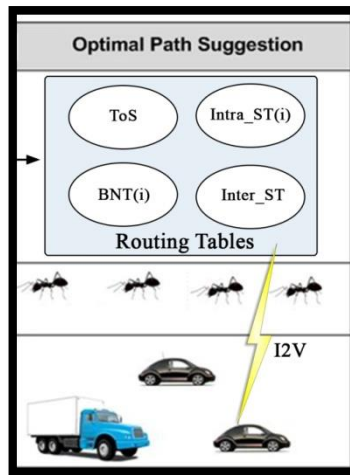 Optimal Path Suggestion
ToS
Intra_ST(i)
BNT(i)
Inter_ST
Routing Tables
I2V